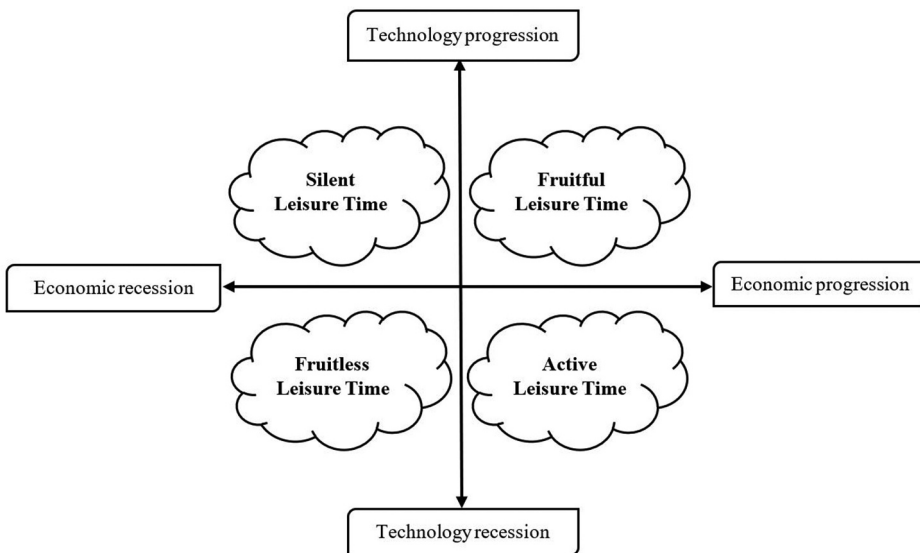 Technology progression
Silent
Leisure Time
Fruitful
Leisure Time
Economic recession
Economic progression
Fruitless
Leisure Time
Active
Leisure Time
Technology recession